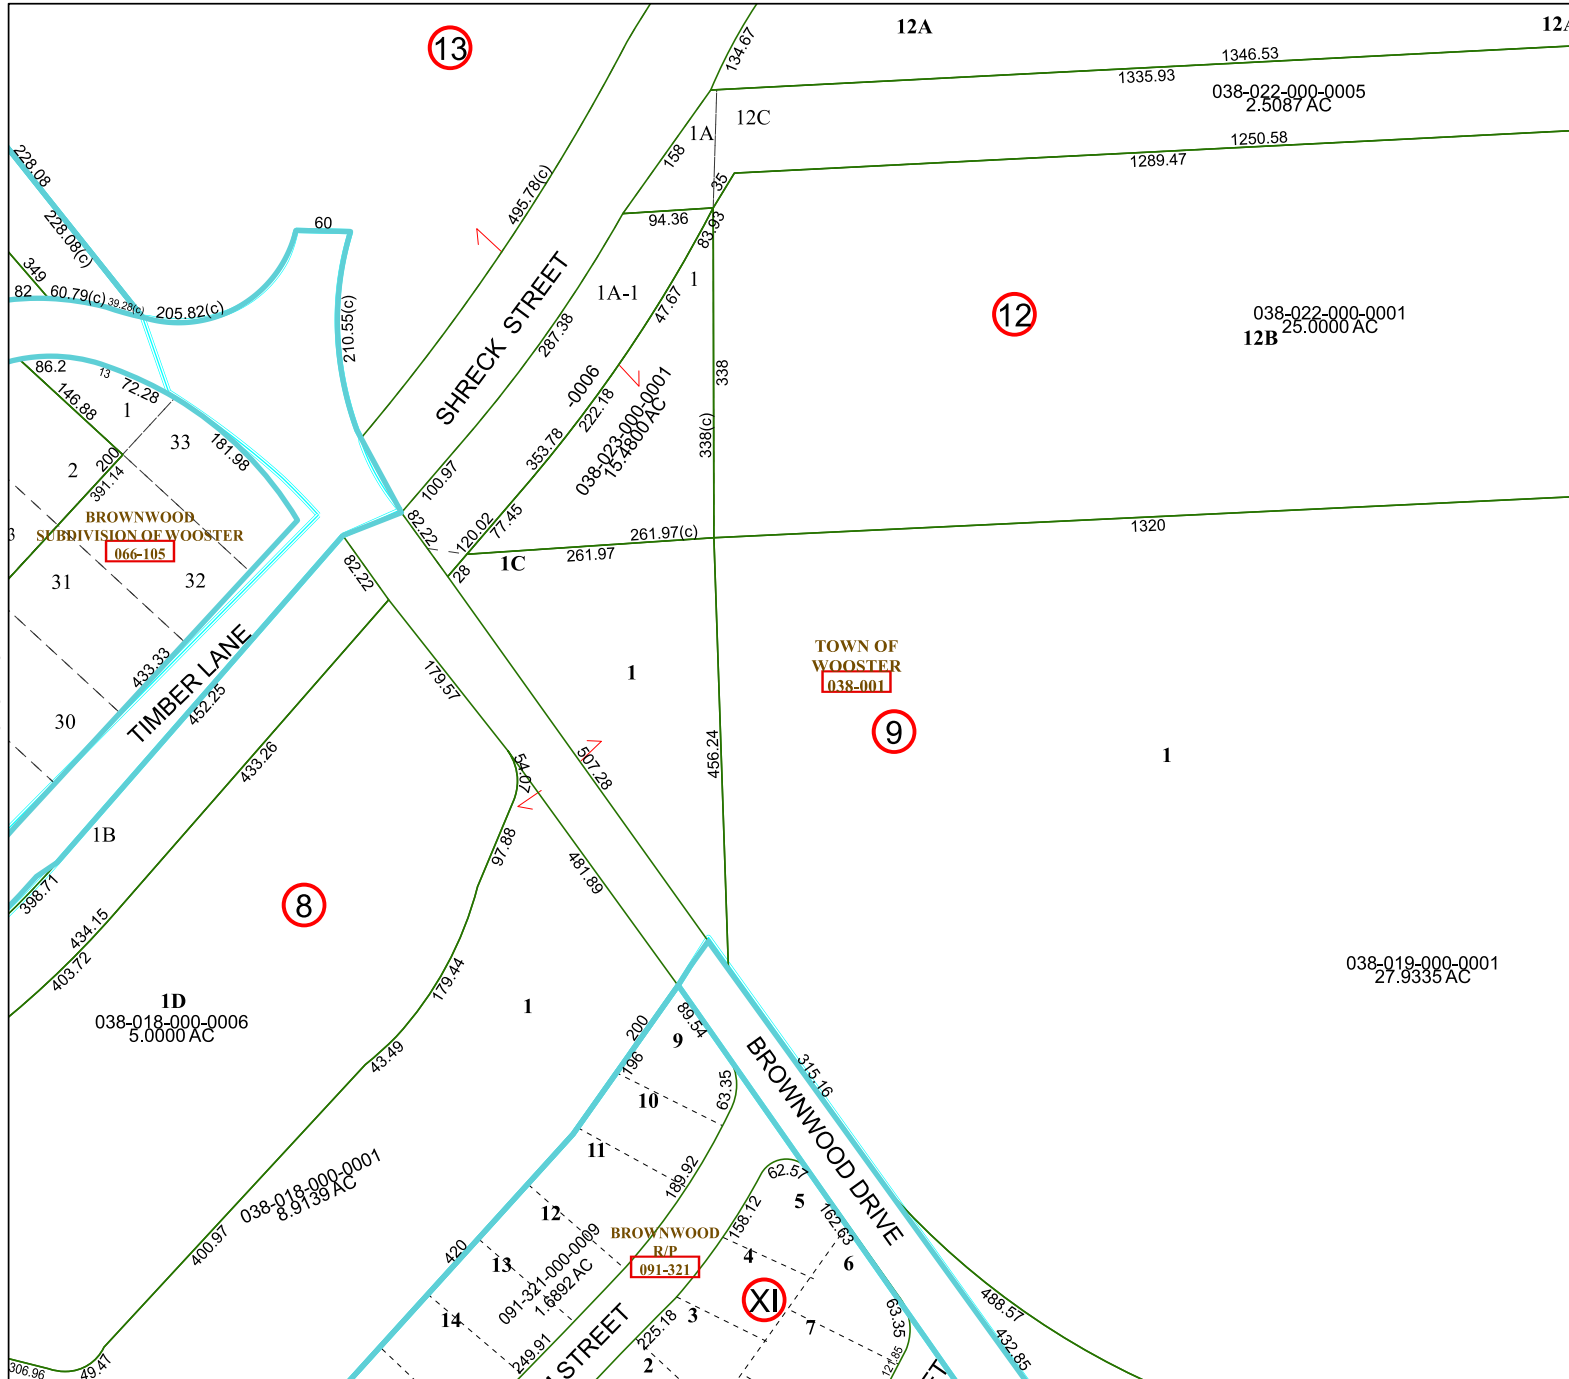 13
12A
12A
134.67
1346.53
1335.93
038-022-000-0005
2.5087 AC
12C
1A
158
1250.58
1289.47
35
228.08
228.08(c)
495.78(c)
94.36
83.93
60
349
82
60.79(c)
39.28(c)
205.82(c)
210.55(c)
SHRECK STREET
287.38
1A-1
1
47.67
12
038-022-000-0001
25.0000 AC
12B
338
338(c)
86.2
13
72.28
146.88
1
33
181.98
200
391.14
2
-0006
222.18
353.78
038-023-000-0001
15.4800 AC
100.97
82.22
120.02
77.45
28
261.97(c)
261.97
1C
1320
BROWNWOOD
SUBDIVISION OF WOOSTER
066-105
3
31
32
82.22
433.33
TIMBER LANE
452.25
30
179.57
433.26
1
TOWN OF
WOOSTER
038-001
9
1
456.24
507.28
54.07
97.88
481.89
1B
398.71
434.15
403.72
8
179.44
1D
038-018-000-0006
5.0000 AC
43.49
1
038-019-000-0001
27.9335 AC
200
196
89.54
9
BROWNWOOD DRIVE
315.16
10
63.35
11
189.92
62.57
158.12
5
162.63
038-018-000-0001
8.9139 AC
400.97
420
12
13
14
091-321-000-0009
1.6892 AC
BROWNWOOD
R/P
091-321
4
6
XI
3
7
63.35
121.85
488.57
432.85
249.91
STREET
225.18
2
306.96
49.47
ET